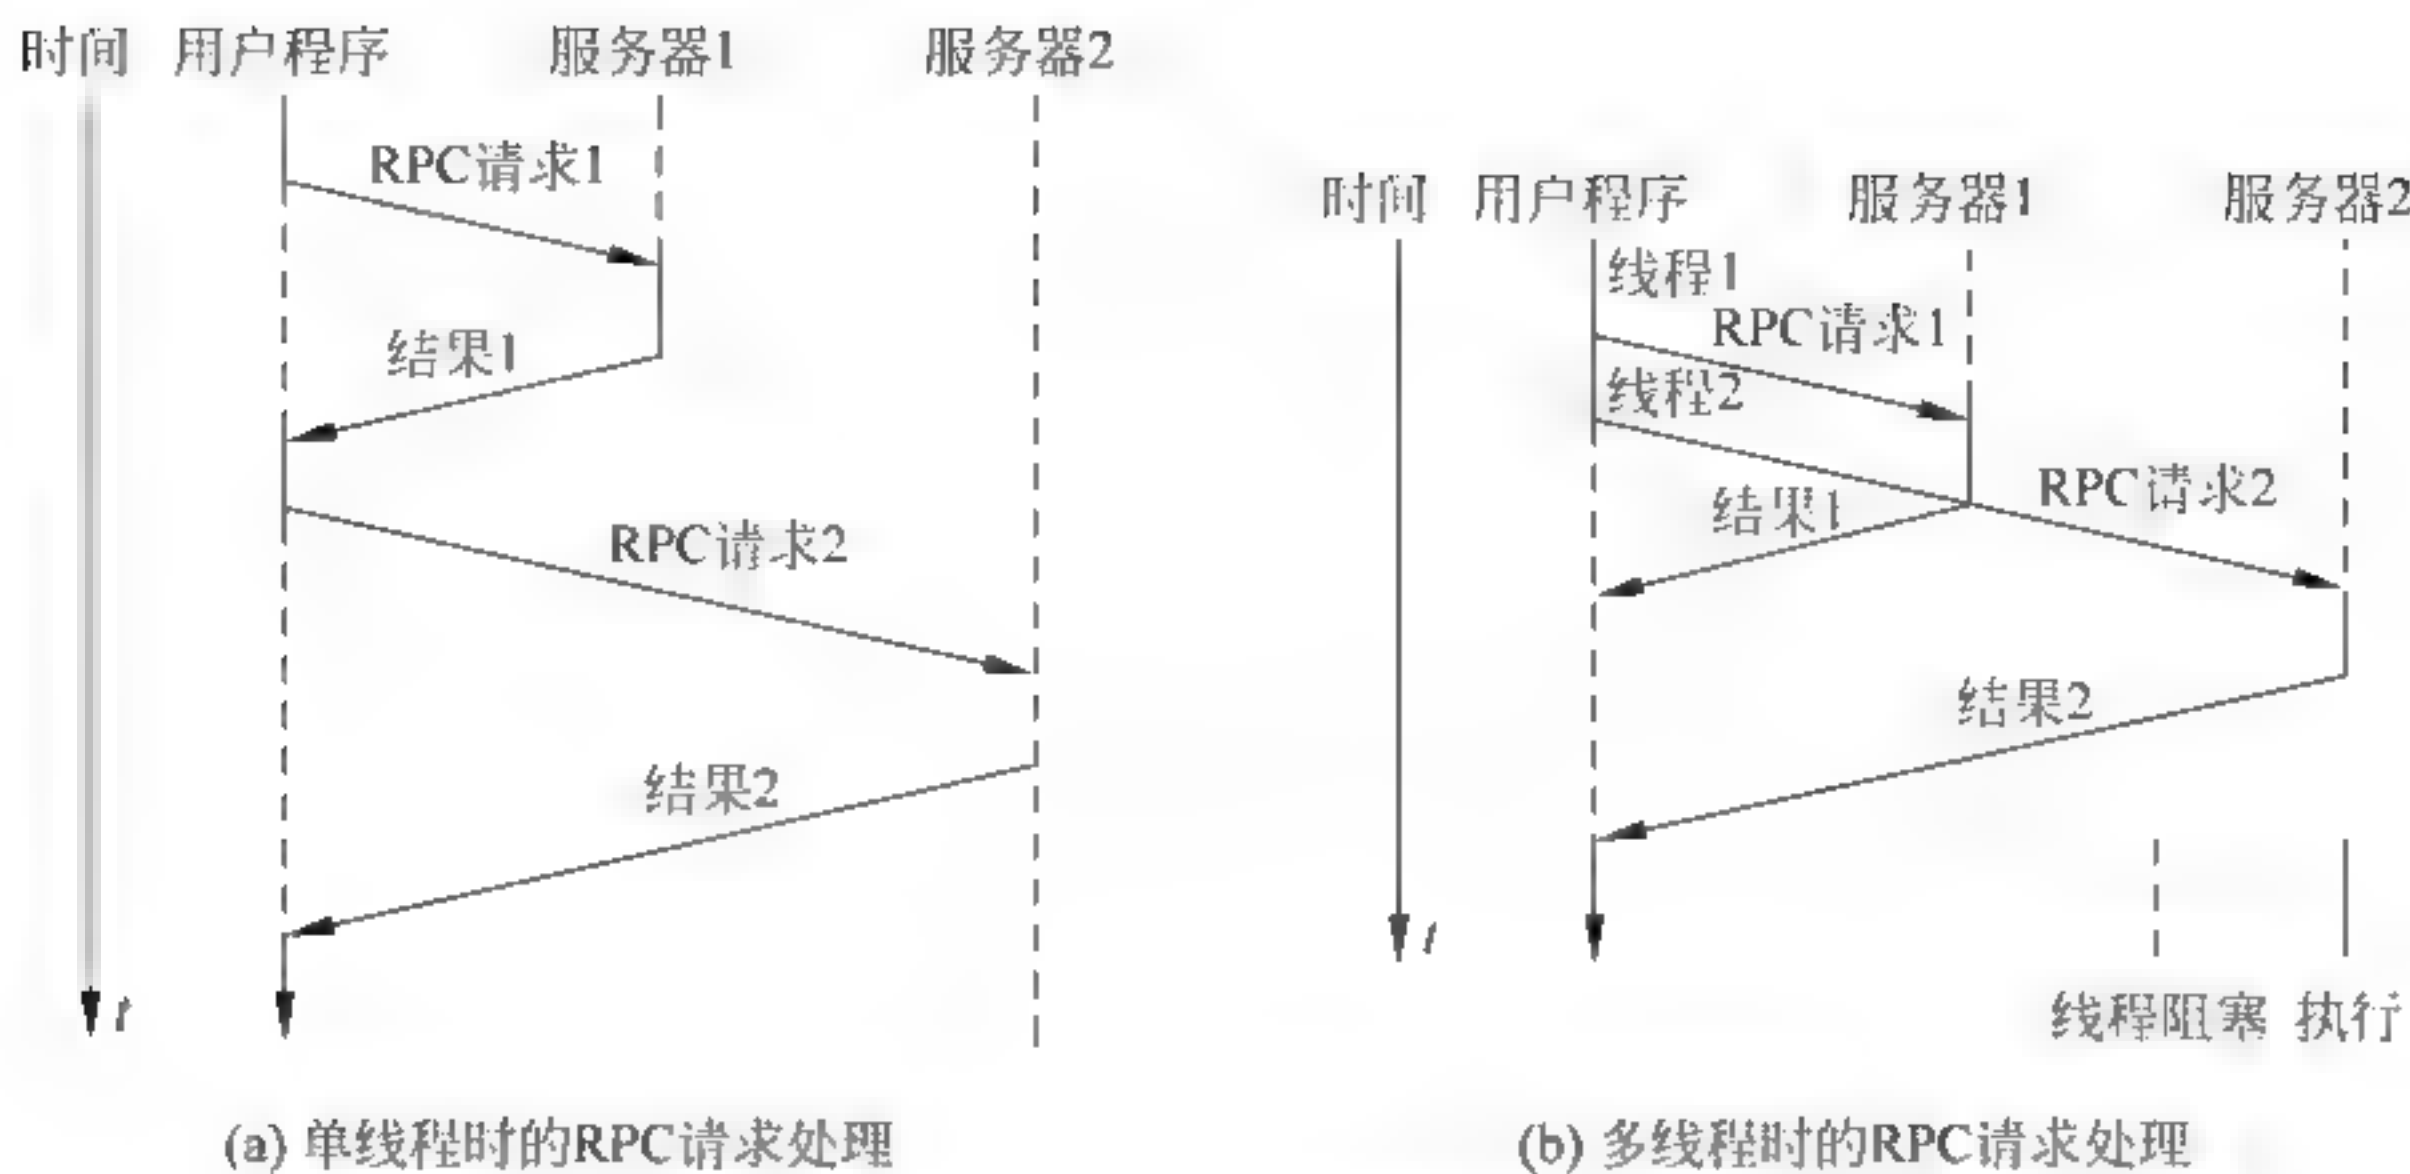 时间 用户程序 服务器1 服务器2
RPC请求1
结果1
RPC请求2
结果2
t
(a) 单线程时的RPC请求处理
时间 用户程序 服务器1 服务器2
线程1
RPC请求1
线程2
RPC请求2
结果1
结果2
t
线程阻塞 执行
(b) 多线程时的RPC请求处理